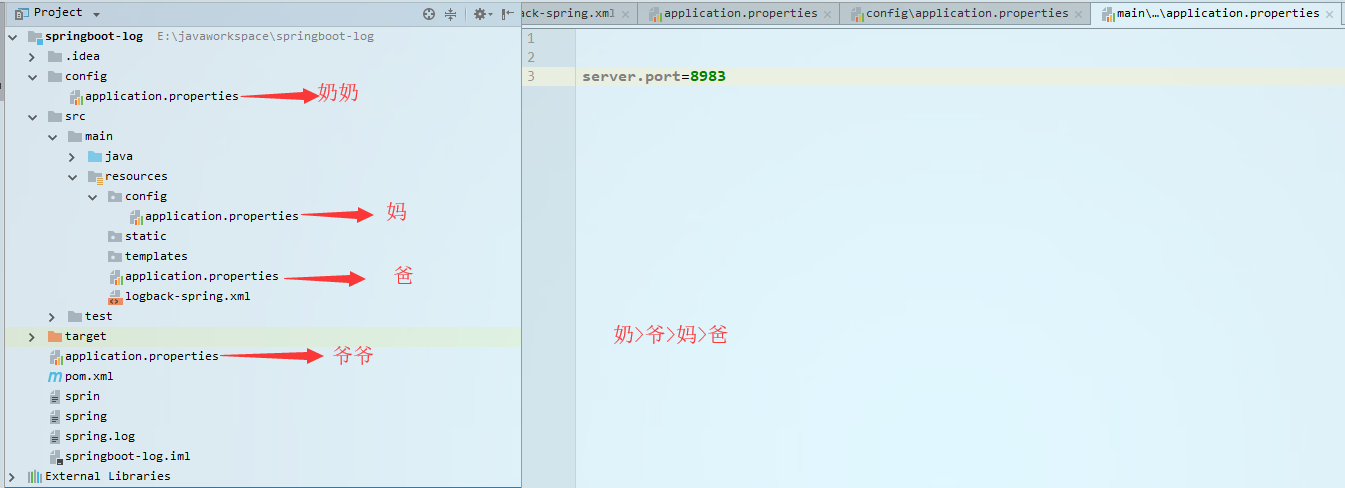 Project
springboot-log E:\javaworkspace\springboot-log
.idea
config
application.properties 奶奶
src
main
java
resources
config
application.properties 妈
static
templates
application.properties 爸
logback-spring.xml
test
target
application.properties 爷爷
pom.xml
sprin
spring
spring.log
springboot-log.iml
External Libraries
ack-spring.xml application.properties config\application.properties main\...\application.properties
1
2
3 server.port=8983
奶>爷>妈>爸